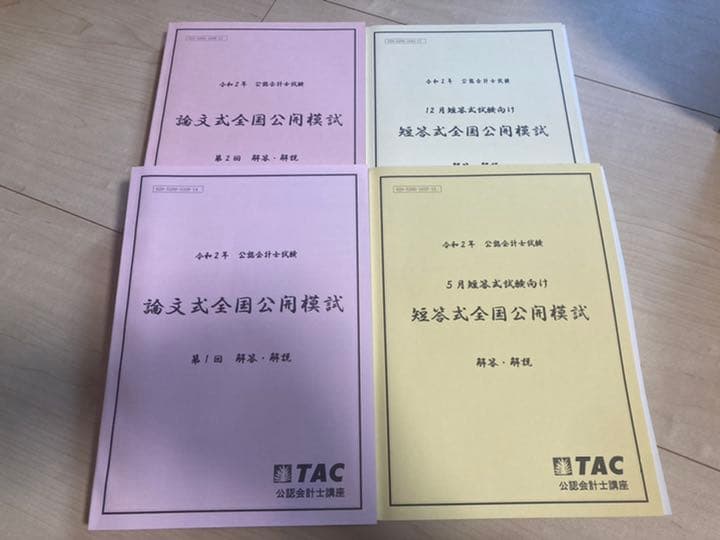 令和2年 公認会計士試験
論文式全国公開模試
第2回 解答・解説
令和2年 公認会計士試験
12月短答式試験向け
短答式全国公開模試
解答・解説
令和2年 公認会計士試験
論文式全国公開模試
第1回 解答・解説
TAC
公認会計士講座
令和2年 公認会計士試験
5月短答式試験向け
短答式全国公開模試
解答・解説
TAC
公認会計士講座